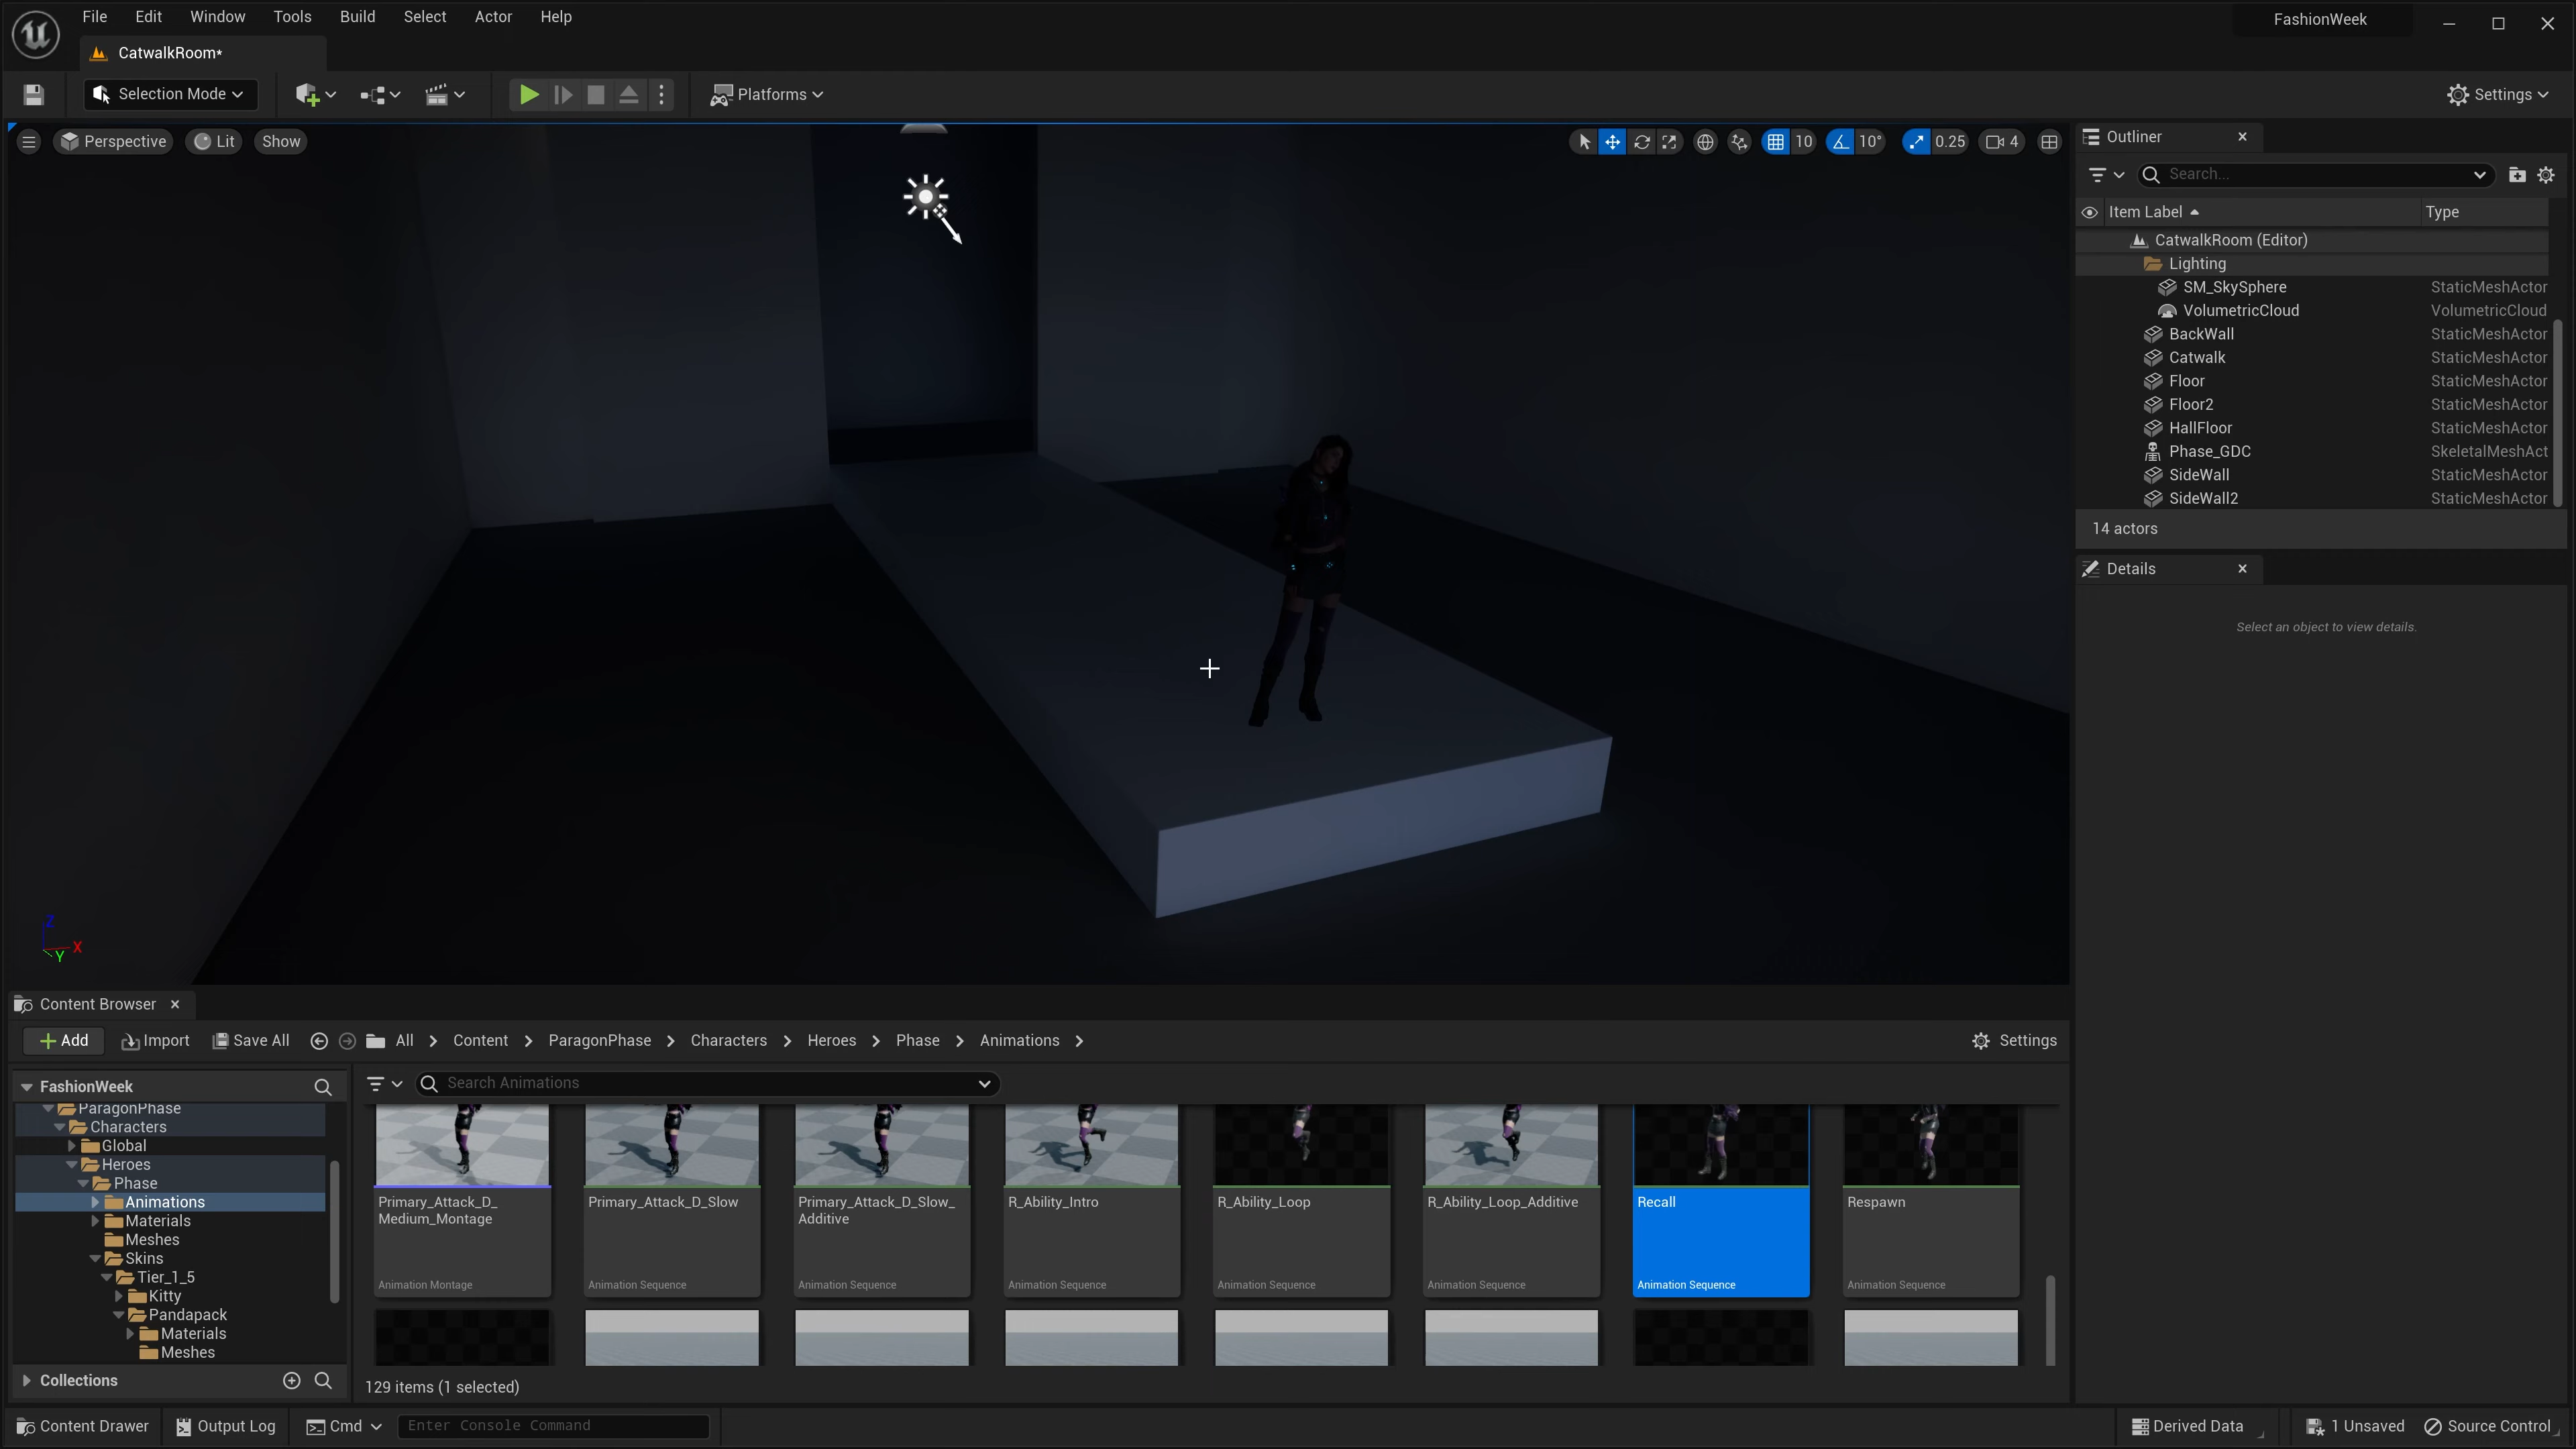 File Edit Window Tools Build Select Actor Help
FashionWeek
CatwalkRoom*
Selection Mode
Platforms
Settings
Perspective Lit Show
10 10° 0.25 4
Outliner
Search...
Item Label Type
CatwalkRoom (Editor)
Lighting
SM_SkySphere StaticMeshActor
VolumetricCloud VolumetricCloud
BackWall StaticMeshActor
Catwalk StaticMeshActor
Floor StaticMeshActor
Floor2 StaticMeshActor
HallFloor StaticMeshActor
Phase_GDC SkeletalMeshAct
SideWall StaticMeshActor
SideWall2 StaticMeshActor
14 actors
Details
Select an object to view details.
Z
X
Y
Content Browser
Add Import Save All All Content ParagonPhase Characters Heroes Phase Animations Settings
FashionWeek
Search Animations
ParagonPhase
Characters
Global
Heroes
Phase
Animations
Materials
Meshes
Skins
Tier_1_5
Kitty
Pandapack
Materials
Meshes
Collections
Primary_Attack_D_
Medium_Montage
Animation Montage
Primary_Attack_D_Slow
Animation Sequence
Primary_Attack_D_Slow_
Additive
Animation Sequence
R_Ability_Intro
Animation Sequence
R_Ability_Loop
Animation Sequence
R_Ability_Loop_Additive
Animation Sequence
Recall
Animation Sequence
Respawn
Animation Sequence
129 items (1 selected)
Content Drawer Output Log Cmd Enter Console Command Derived Data 1 Unsaved Source Control